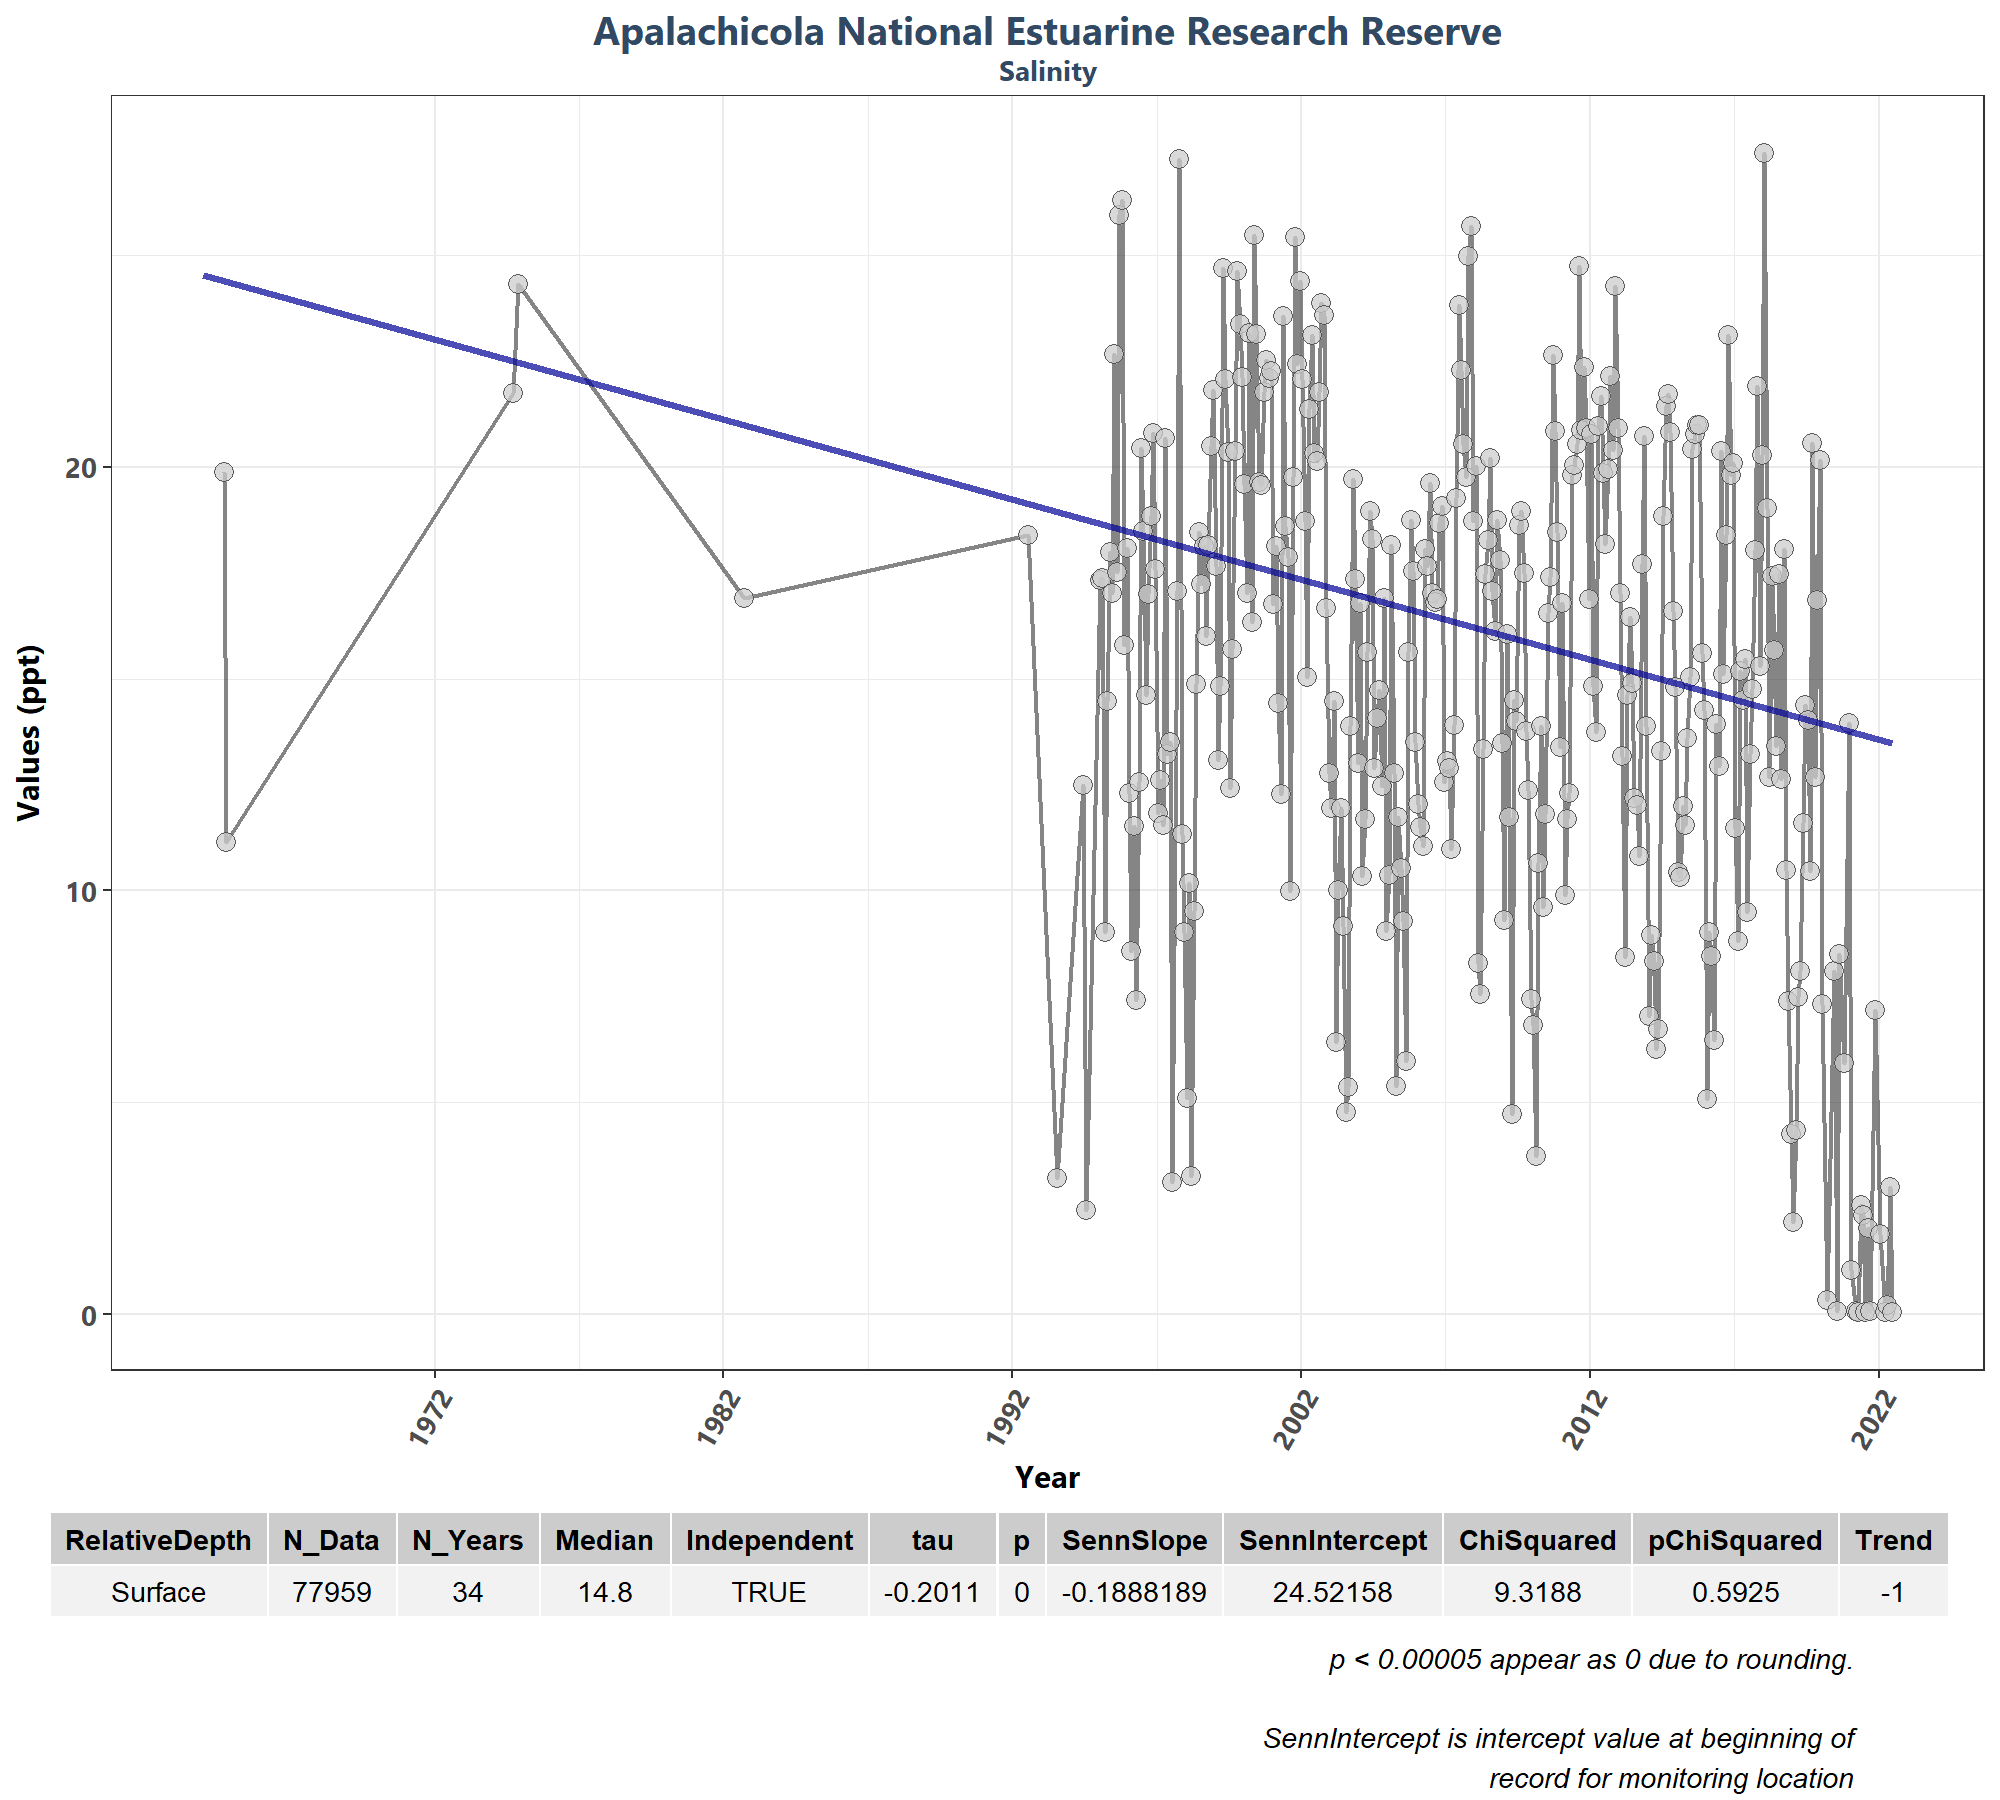 Apalachicola National Estuarine Research Reserve
Salinity
Values (ppt)
20
10
0
1972
1982
1992
2002
2012
2022
Year
RelativeDepth N_Data N_Years Median Independent tau p SennSlope SennIntercept ChiSquared pChiSquared Trend
Surface 77959 34 14.8 TRUE -0.2011 0 -0.1888189 24.52158 9.3188 0.5925 -1
p < 0.00005 appear as 0 due to rounding.
SennIntercept is intercept value at beginning of
record for monitoring location